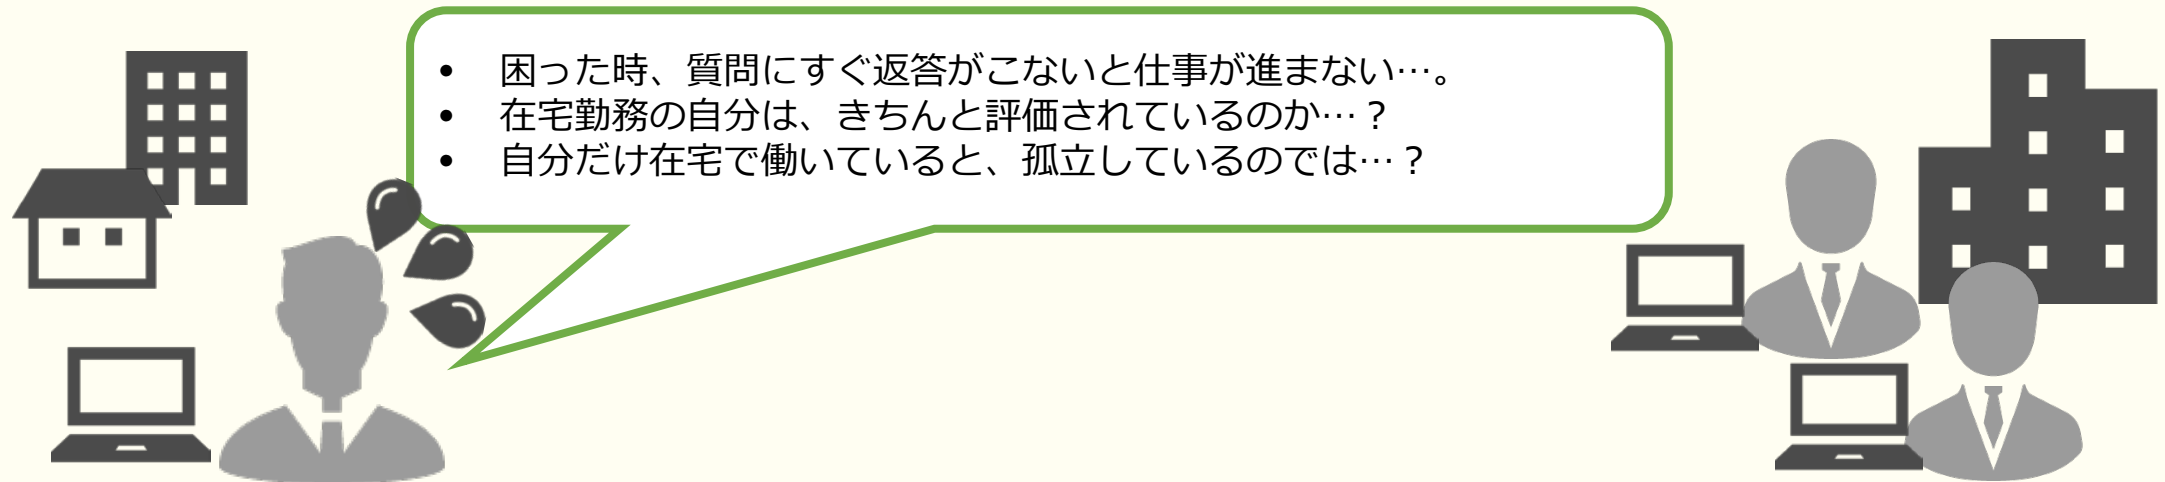 • 困った時、質問にすぐ返答がこないと仕事が進まない…。
• 在宅勤務の自分は、きちんと評価されているのか…？
• 自分だけ在宅で働いていると、孤立しているのでは…？